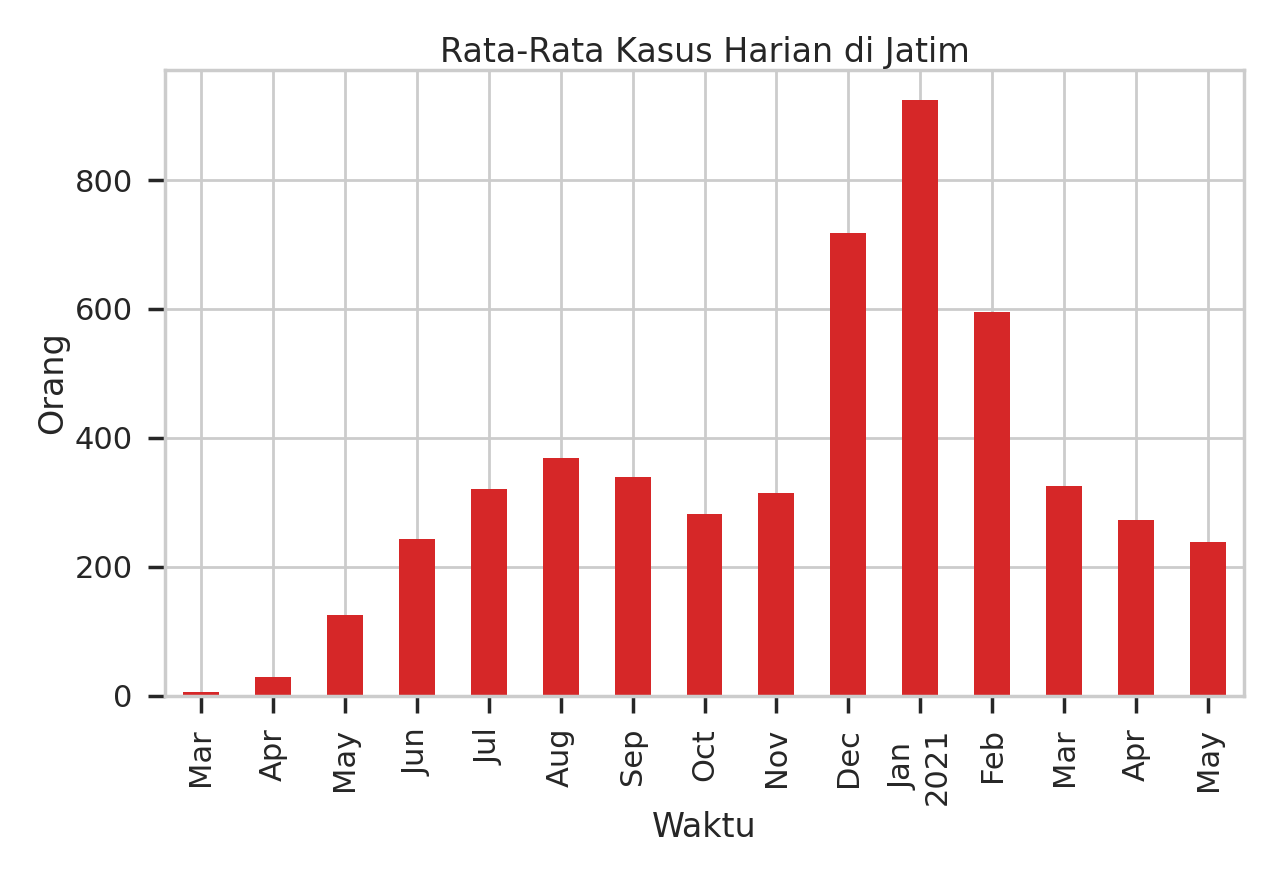 Rata-Rata Kasus Harian di Jatim
Orang
800
600
400
200
0
Mar
Apr
May
Jun
Jul
Aug
Sep
Oct
Nov
Dec
Jan
2021
Feb
Mar
Apr
May
Waktu